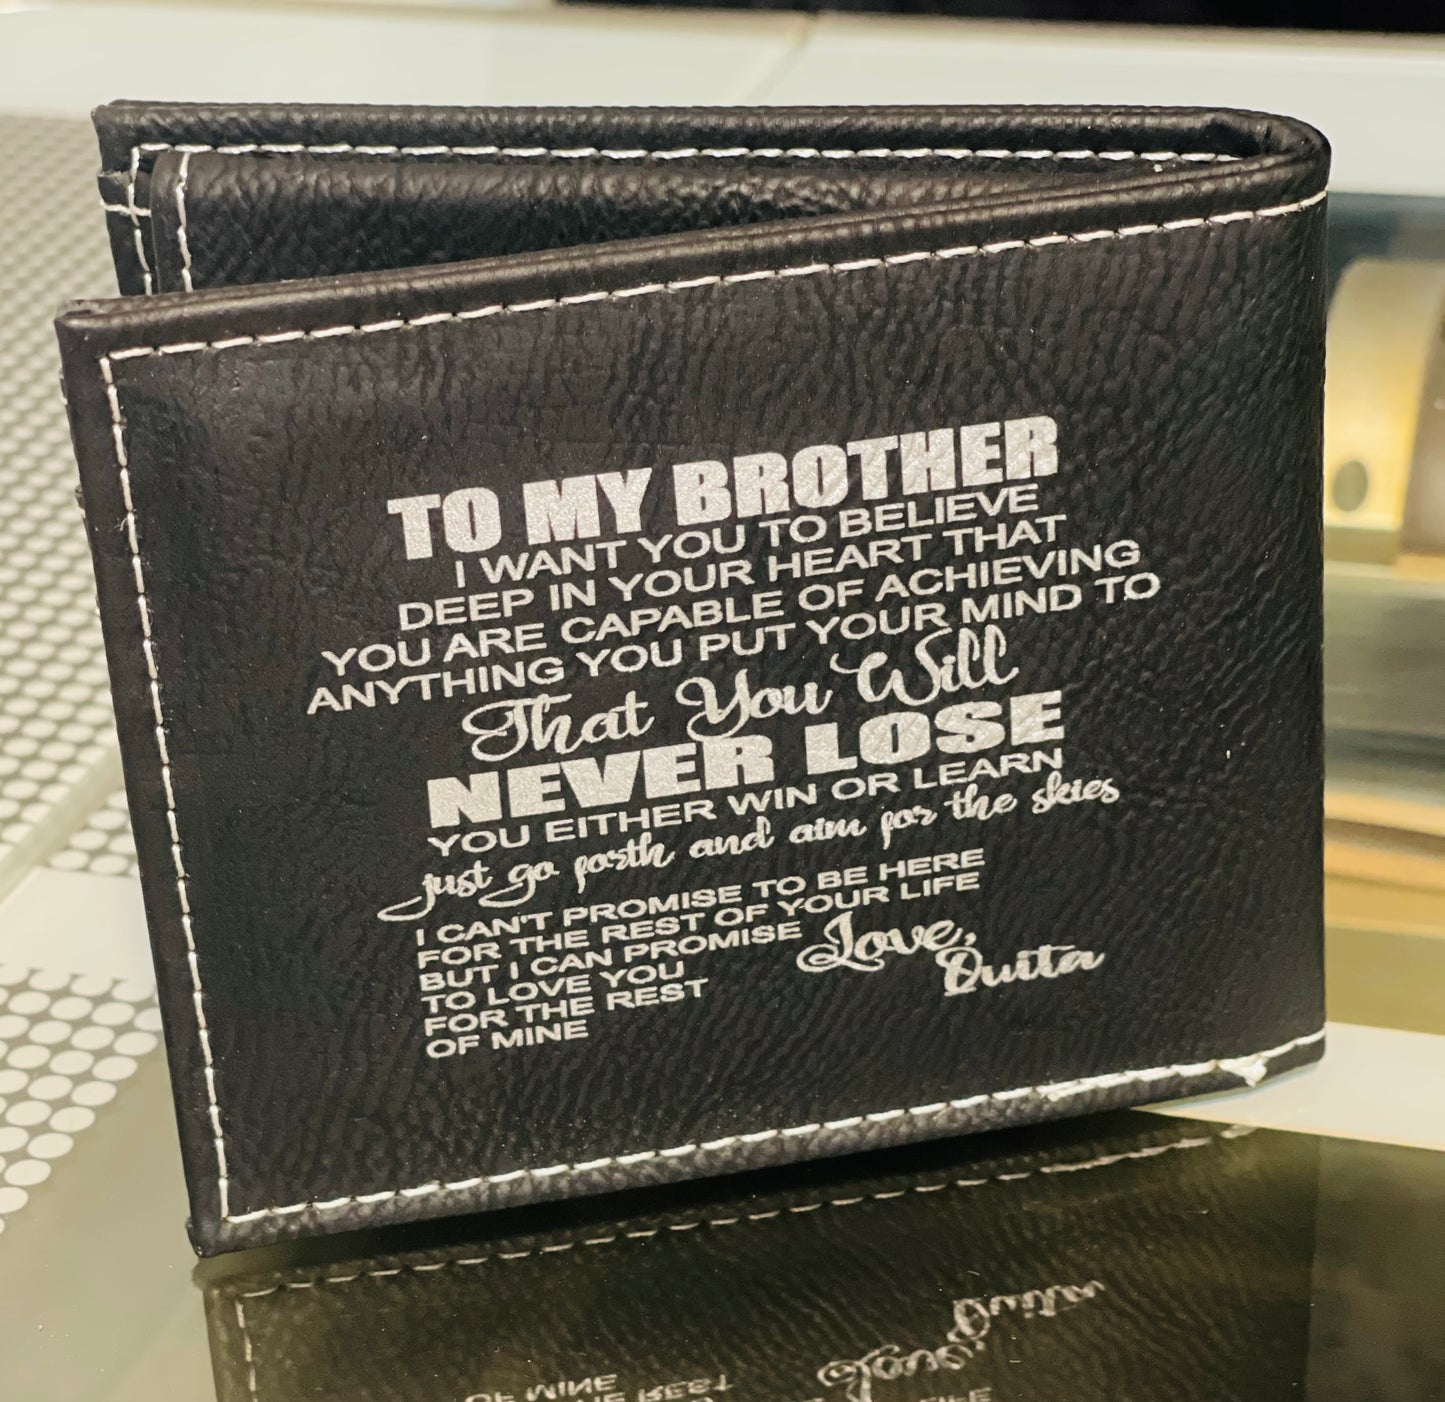 TO MY BROTHER
I WANT YOU TO BELIEVE
DEEP IN YOUR HEART THAT
YOU ARE CAPABLE OF ACHIEVING
ANYTHING YOU PUT YOUR MIND TO
That You Will
NEVER LOSE
YOU EITHER WIN OR LEARN
just go forth and aim for the skies
I CAN'T PROMISE TO BE HERE
FOR THE REST OF YOUR LIFE
BUT I CAN PROMISE
TO LOVE YOU
FOR THE REST
OF MINE
Love,
Quita